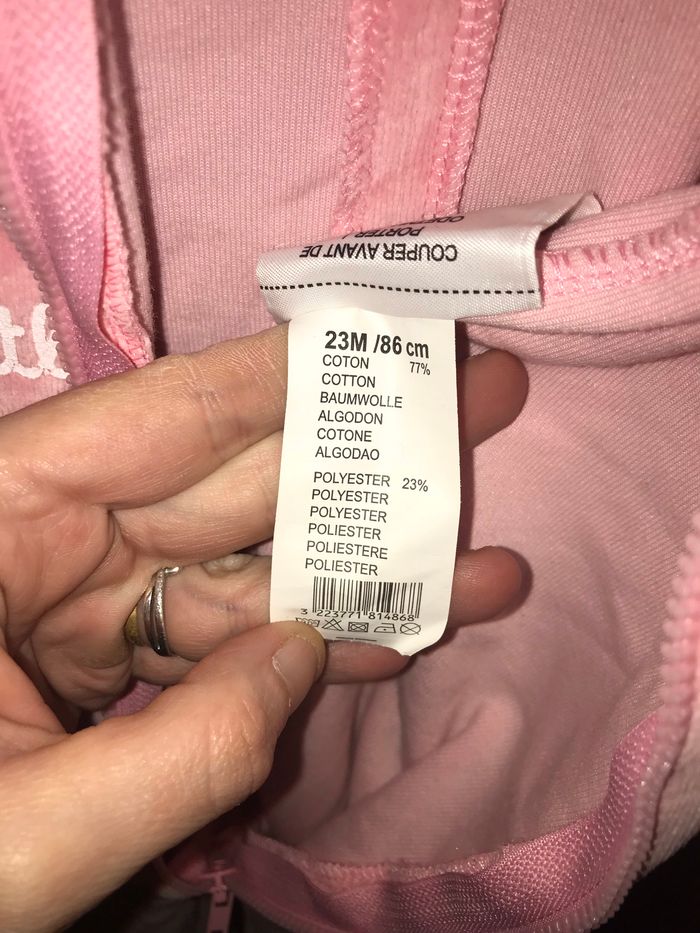 COUPER AVANT DE
PORTER
23M /86 cm
COTON 77%
COTTON
BAUMWOLLE
ALGODON
COTONE
ALGODAO
POLYESTER 23%
POLYESTER
POLYESTER
POLIESTER
POLIESTERE
POLIESTER
3 223771 814868